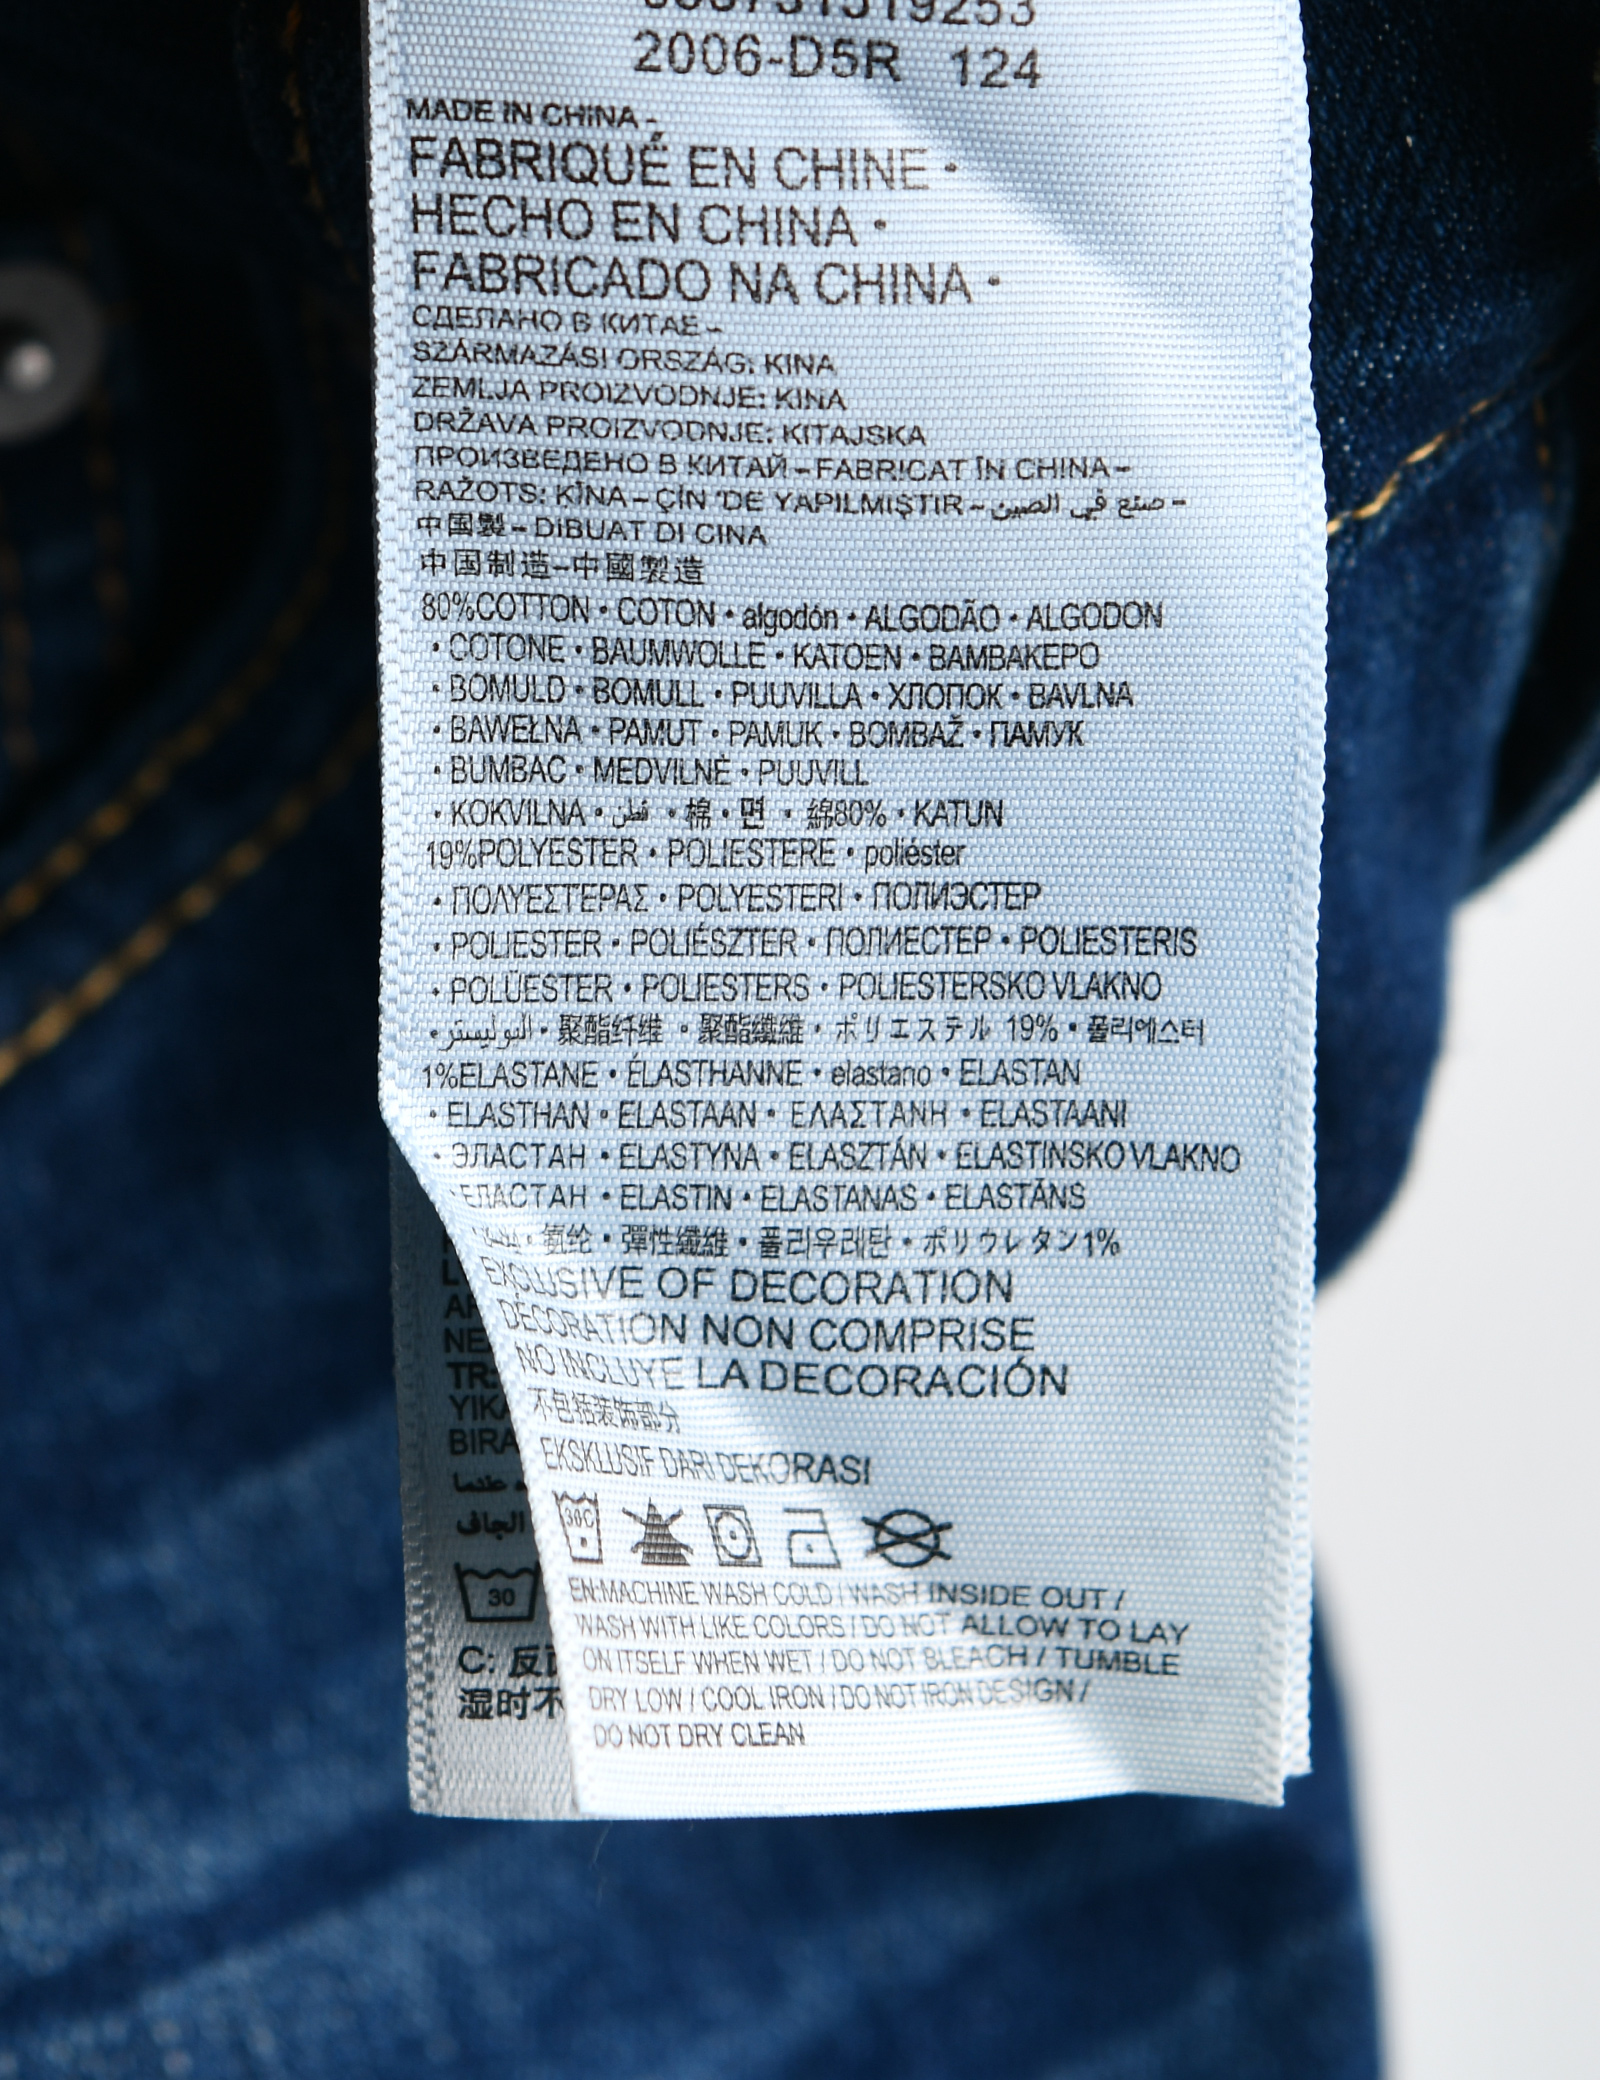 2006-D5R 124
MADE IN CHINA -
FABRIQUÉ EN CHINE •
HECHO EN CHINA •
FABRICADO NA CHINA •
СДЕЛАНО В КИТАЕ -
SZÁRMAZÁSI ORSZÁG: KINA
ZEMLJA PROIZVODNJE: KINA
DRŽAVA PROIZVODNJE: KITAJSKA
ПРОИЗВЕДЕНО В КИТАЙ - FABRICAT ÎN CHINA -
RAŽOTS: ĶĪNA - ÇİN 'DE YAPILMIŞTIR - صنع في الصين -
中国製 - DIBUAT DI CINA
中国制造 - 中國製造
80%COTTON • COTON • algodón • ALGODÃO • ALGODON
• COTONE • BAUMWOLLE • KATOEN • BAMBAKEPO
• BOMULD • BOMULL • PUUVILLA • ХЛОПОК • BAVLNA
• BAWEŁNA • PAMUT • PAMUK • BOMBAŽ • ПАМУК
• BUMBAC • MEDVILNĖ • PUUVILL
• KOKVILNA • قطن • 棉 • 면 • 綿80% • KATUN
19%POLYESTER • POLIESTERE • poliéster
• ΠΟΛΥΕΣΤΕΡΑΣ • POLYESTERI • ПОЛИЭСТЕР
• POLIESTER • POLIÉSZTER • ПОЛИЕСТЕР • POLIESTERIS
• POLÜESTER • POLIESTERS • POLIESTERSKO VLAKNO
• البوليستر • 聚酯纤维 • 聚酯纖維 • ポリエステル 19% • 폴리에스터
1%ELASTANE • ÉLASTHANNE • elastano • ELASTAN
• ELASTHAN • ELASTAAN • ΕΛΑΣΤΑΝΗ • ELASTAANI
• ЭЛАСТАН • ELASTYNA • ELASZTÁN • ELASTINSKO VLAKNO
• ЕЛАСТАН • ELASTIN • ELASTANAS • ELASTĀNS
• 氨纶 • 彈性纖維 • 폴리우레탄 • ポリウレタン1%
EXCLUSIVE OF DECORATION
DÉCORATION NON COMPRISE
NO INCLUYE LA DECORACIÓN
不包括装饰部分
EKSKLUSIF DARI DEKORASI
30C
EN:MACHINE WASH COLD / WASH INSIDE OUT /
WASH WITH LIKE COLORS / DO NOT ALLOW TO LAY
ON ITSELF WHEN WET / DO NOT BLEACH / TUMBLE
DRY LOW / COOL IRON / DO NOT IRON DESIGN /
DO NOT DRY CLEAN
عندما
الجاف
30
C: 反
湿时不